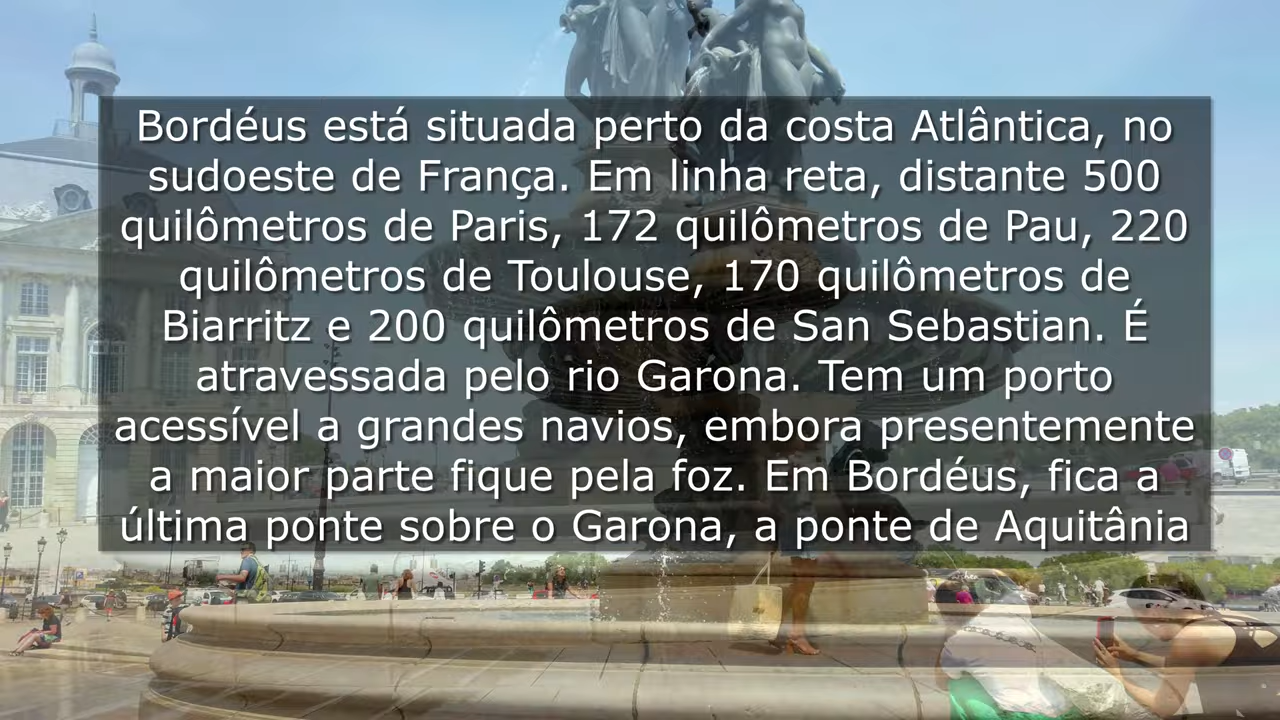 Bordéus está situada perto da costa Atlântica, no
sudoeste de França. Em linha reta, distante 500
quilômetros de Paris, 172 quilômetros de Pau, 220
quilômetros de Toulouse, 170 quilômetros de
Biarritz e 200 quilômetros de San Sebastian. É
atravessada pelo rio Garona. Tem um porto
acessível a grandes navios, embora presentemente
a maior parte fique pela foz. Em Bordéus, fica a
última ponte sobre o Garona, a ponte de Aquitânia